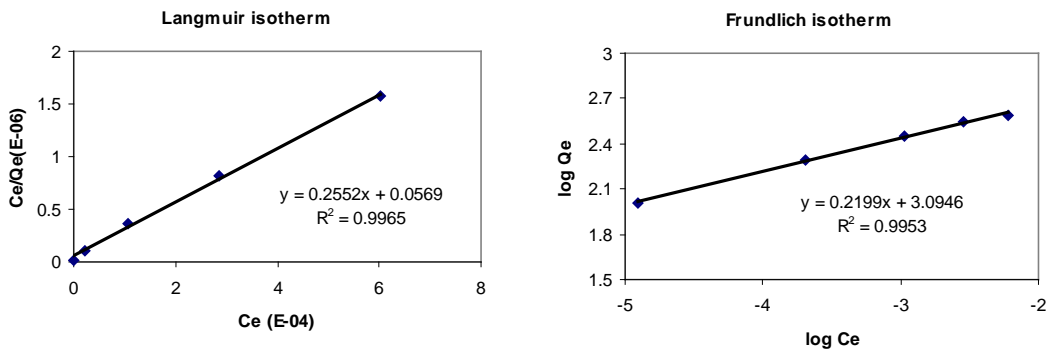 Langmuir isotherm
Ce/Qe(E-06)
2
1.5
1
0.5
0
y = 0.2552x + 0.0569
R² = 0.9965
0 2 4 6 8
Ce (E-04)
Frundlich isotherm
log Qe
3
2.7
2.4
2.1
1.8
1.5
y = 0.2199x + 3.0946
R² = 0.9953
-5 -4 -3 -2
log Ce